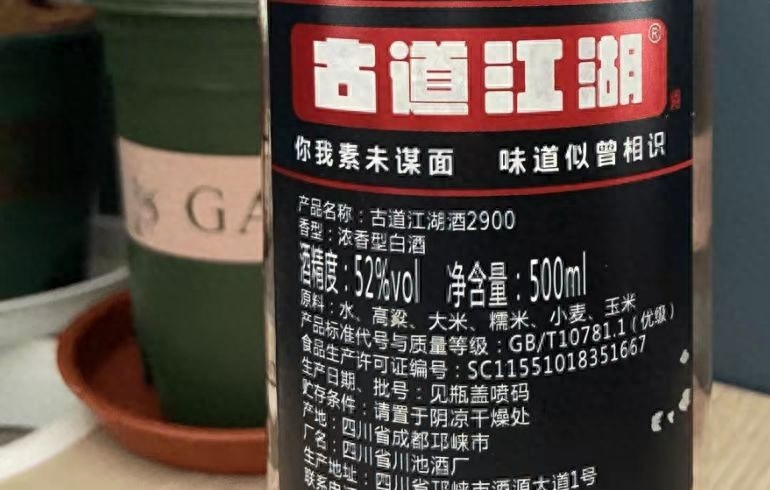 古道江湖®
你我素未谋面 味道似曾相识
GA
产品名称：古道江湖酒2900
香型：浓香型白酒
酒精度：52%vol 净含量：500ml
原料：水、高粱、大米、糯米、小麦、玉米
产品标准代号与质量等级：GB/T10781.1（优级）
食品生产许可证编号：SC11551018351667
生产日期、批号：见瓶盖喷码
贮存条件：请置于阴凉干燥处
产地：四川省成都邛崃市
厂名：四川省川池酒厂
生产地址：四川省邛崃市酒源大道1号